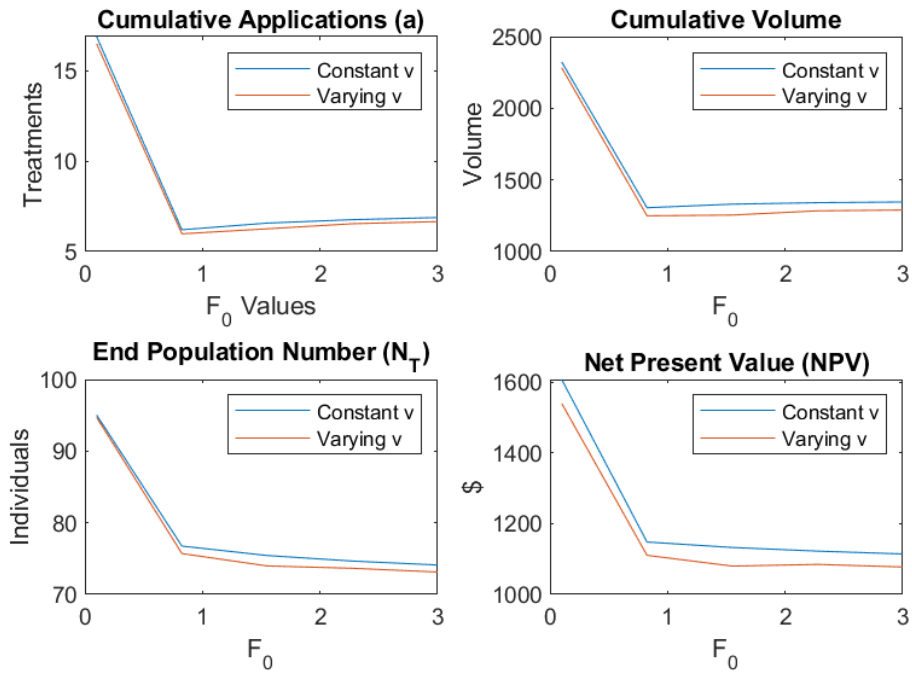 Cumulative Applications (a)
Treatments
15
10
5
0
1
2
3
F0 Values
Constant v
Varying v
Cumulative Volume
Volume
2500
2000
1500
1000
0
1
2
3
F0
Constant v
Varying v
End Population Number (NT)
Individuals
100
90
80
70
0
1
2
3
F0
Constant v
Varying v
Net Present Value (NPV)
$
1600
1400
1200
1000
0
1
2
3
F0
Constant v
Varying v